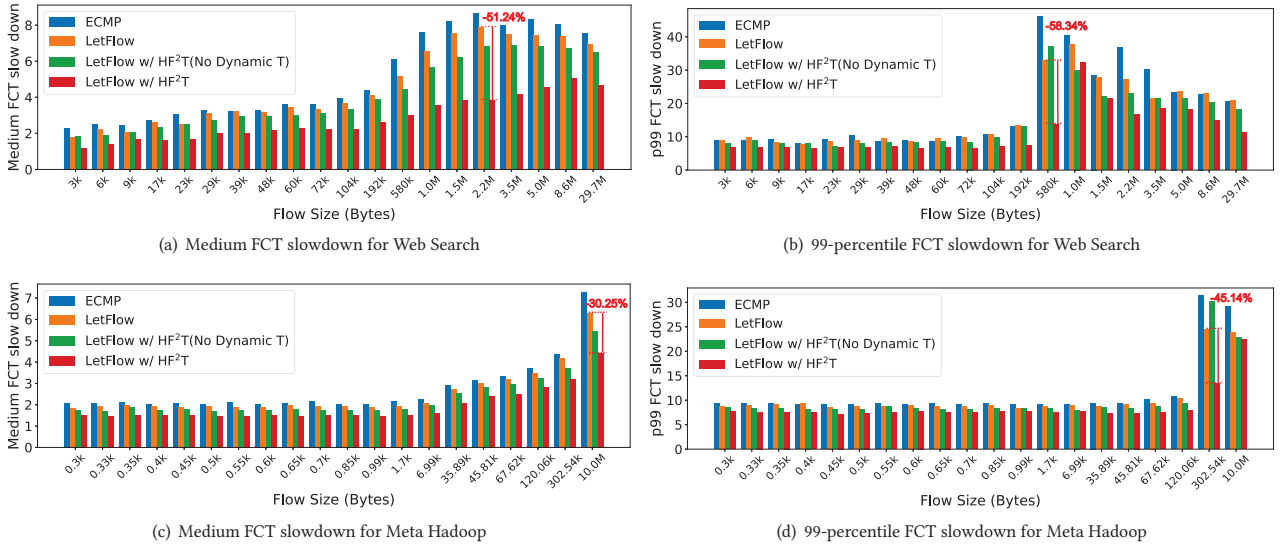 Medium FCT slow down
8
6
4
2
0
ECMP
LetFlow
LetFlow w/ HF²T(No Dynamic T)
LetFlow w/ HF²T
-51.24%
3k 6k 9k 17k 23k 29k 39k 48k 60k 72k 104k 192k 580k 1.0M 1.5M 2.2M 3.5M 5.0M 8.6M 29.7M
Flow Size (Bytes)
(a) Medium FCT slowdown for Web Search
p99 FCT slow down
40
30
20
10
0
ECMP
LetFlow
LetFlow w/ HF²T(No Dynamic T)
LetFlow w/ HF²T
-58.34%
3k 6k 9k 17k 23k 29k 39k 48k 60k 72k 104k 192k 580k 1.0M 1.5M 2.2M 3.5M 5.0M 8.6M 29.7M
Flow Size (Bytes)
(b) 99-percentile FCT slowdown for Web Search
Medium FCT slow down
7
6
5
4
3
2
1
0
ECMP
LetFlow
LetFlow w/ HF²T(No Dynamic T)
LetFlow w/ HF²T
-30.25%
0.3k 0.33k 0.35k 0.4k 0.45k 0.5k 0.55k 0.6k 0.65k 0.7k 0.85k 0.99k 1.7k 6.99k 35.89k 45.81k 67.62k 120.06k 302.54k 10.0M
Flow Size (Bytes)
(c) Medium FCT slowdown for Meta Hadoop
p99 FCT slow down
30
25
20
15
10
5
0
ECMP
LetFlow
LetFlow w/ HF²T(No Dynamic T)
LetFlow w/ HF²T
-45.14%
0.3k 0.33k 0.35k 0.4k 0.45k 0.5k 0.55k 0.6k 0.65k 0.7k 0.85k 0.99k 1.7k 6.99k 35.89k 45.81k 67.62k 120.06k 302.54k 10.0M
Flow Size (Bytes)
(d) 99-percentile FCT slowdown for Meta Hadoop